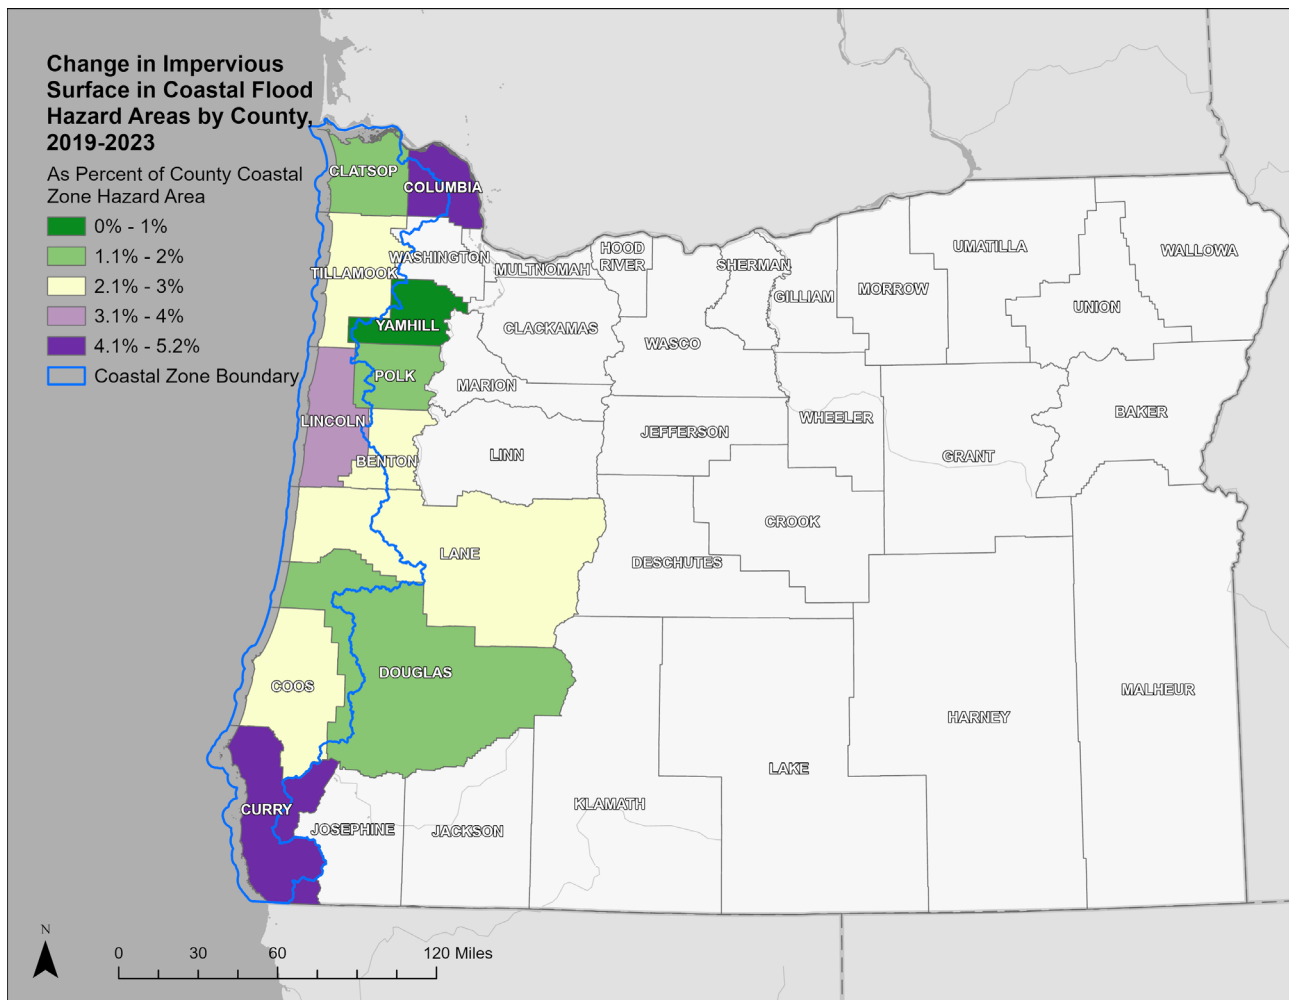 Change in Impervious
Surface in Coastal Flood
Hazard Areas by County,
2019-2023
As Percent of County Coastal
Zone Hazard Area
0% - 1%
1.1% - 2%
2.1% - 3%
3.1% - 4%
4.1% - 5.2%
Coastal Zone Boundary
CLATSOP
COLUMBIA
TILLAMOOK
WASHINGTON
MULTNOMAH
HOOD
RIVER
SHERMAN
GILLIAM
MORROW
UMATILLA
UNION
WALLOWA
YAMHILL
CLACKAMAS
WASCO
POLK
MARION
LINCOLN
BENTON
LINN
JEFFERSON
WHEELER
GRANT
BAKER
LANE
DESCHUTES
CROOK
COOS
DOUGLAS
HARNEY
MALHEUR
LAKE
CURRY
JOSEPHINE
JACKSON
KLAMATH
N
0 30 60 120 Miles